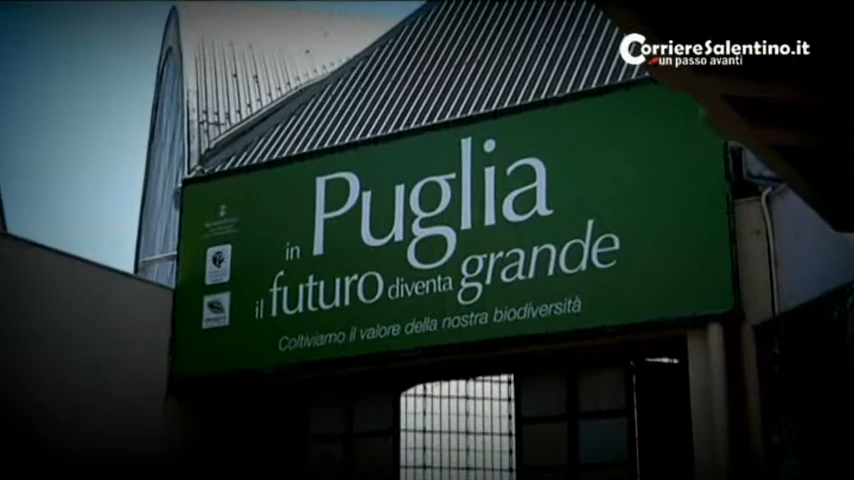 CorriereSalentino.it
un passo avanti
in Puglia
il futuro diventa grande
Coltiviamo il valore della nostra biodiversità